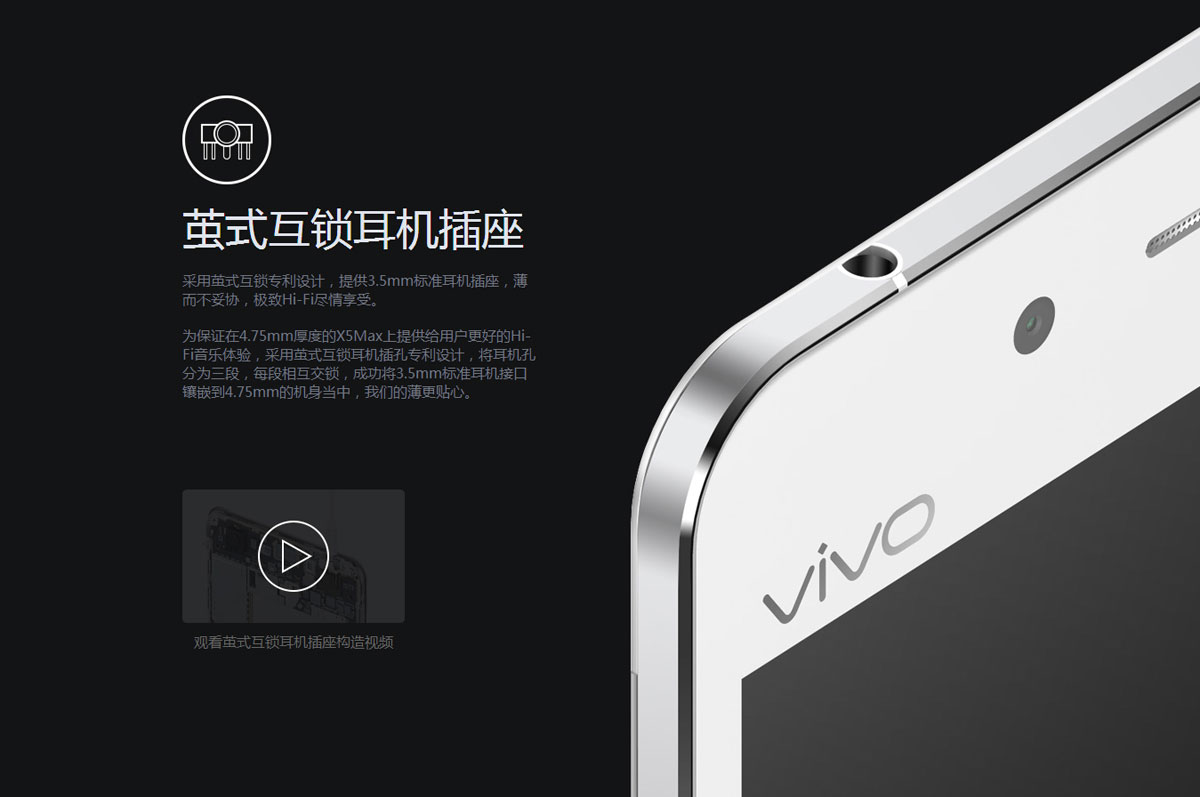 茧式互锁耳机插座
采用茧式互锁专利设计，提供3.5mm标准耳机插座，薄
而不妥协，极致Hi-Fi尽情享受。
为保证在4.75mm厚度的X5Max上提供给用户更好的Hi-
Fi音乐体验，采用茧式互锁耳机插孔专利设计，将耳机孔
分为三段，每段相互交锁，成功将3.5mm标准耳机接口
镶嵌到4.75mm的机身当中，我们的薄更贴心。
观看茧式互锁耳机插座构造视频
vivo